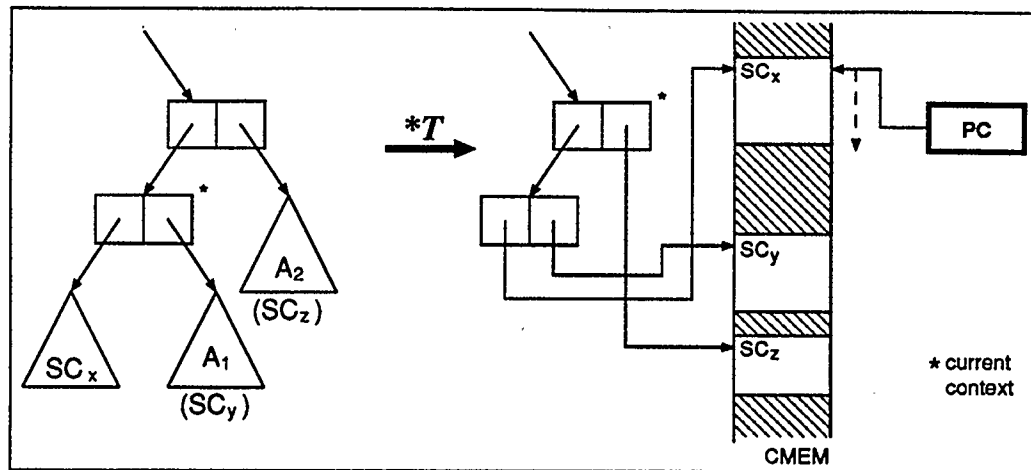 *
*T
*
SCx
PC
*
A2
(SCz)
SCy
SCx
A1
(SCy)
SCz
* current
context
CMEM